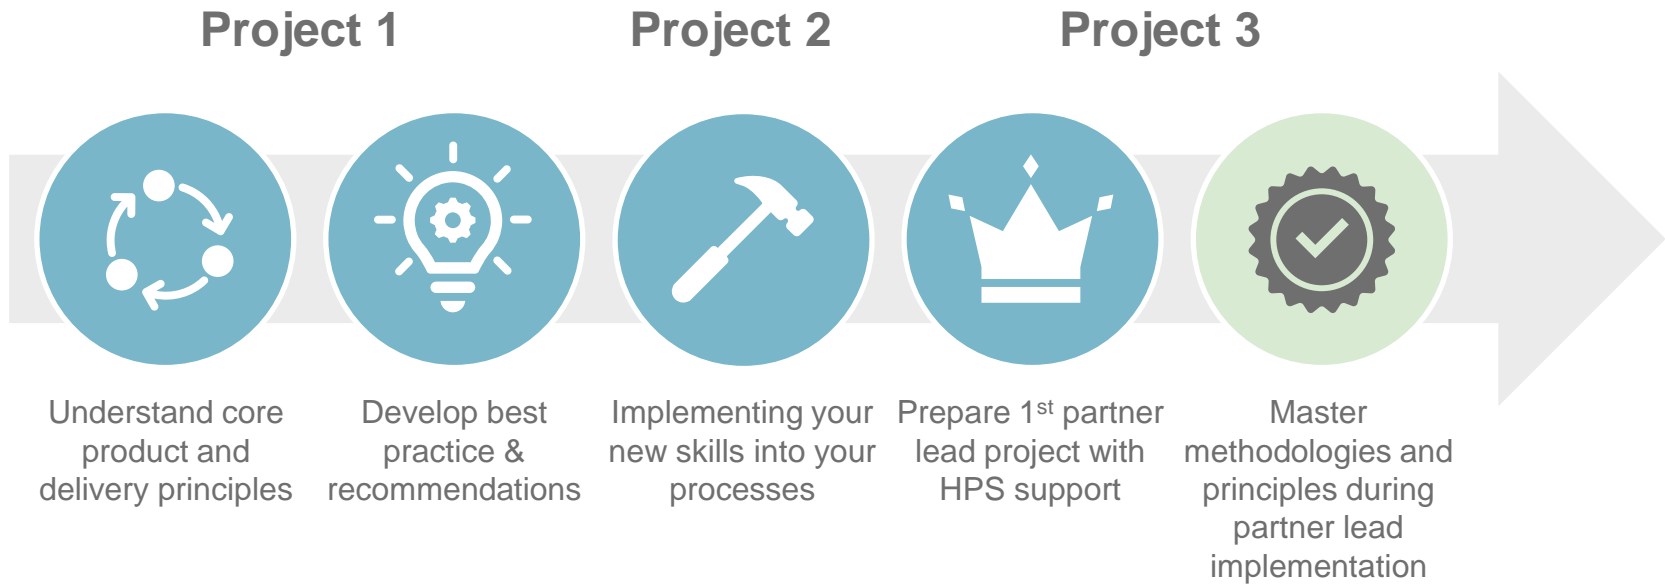 Project 1
Project 2
Project 3
Understand core
product and
delivery principles
Develop best
practice &
recommendations
Implementing your
new skills into your
processes
Prepare 1st partner
lead project with
HPS support
Master
methodologies and
principles during
partner lead
implementation